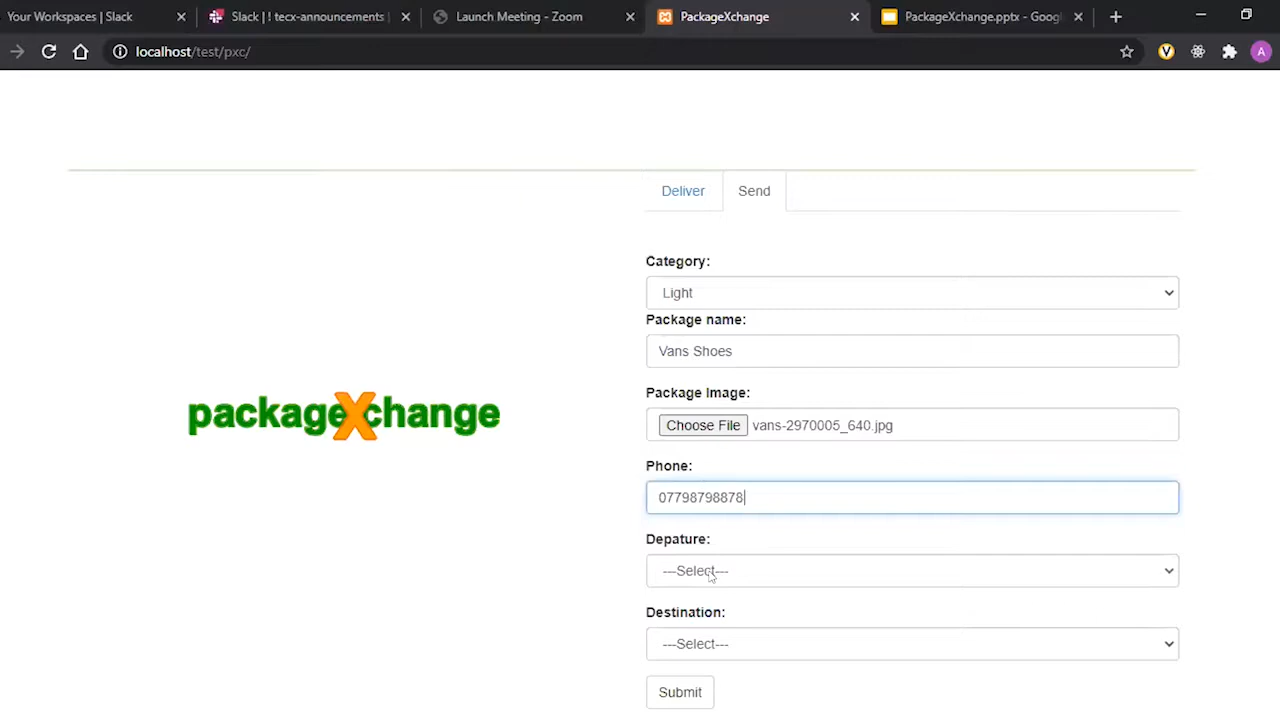 Your Workspaces | Slack
Slack | ! tecx-announcements |
Launch Meeting - Zoom
PackageXchange
PackageXchange.pptx - Googl
localhost/test/pxc/
A
Deliver
Send
Category:
Light
Package name:
Vans Shoes
packageXchange
Package Image:
Choose File vans-2970005_640.jpg
Phone:
07798798878
Depature:
---Select---
Destination:
---Select---
Submit